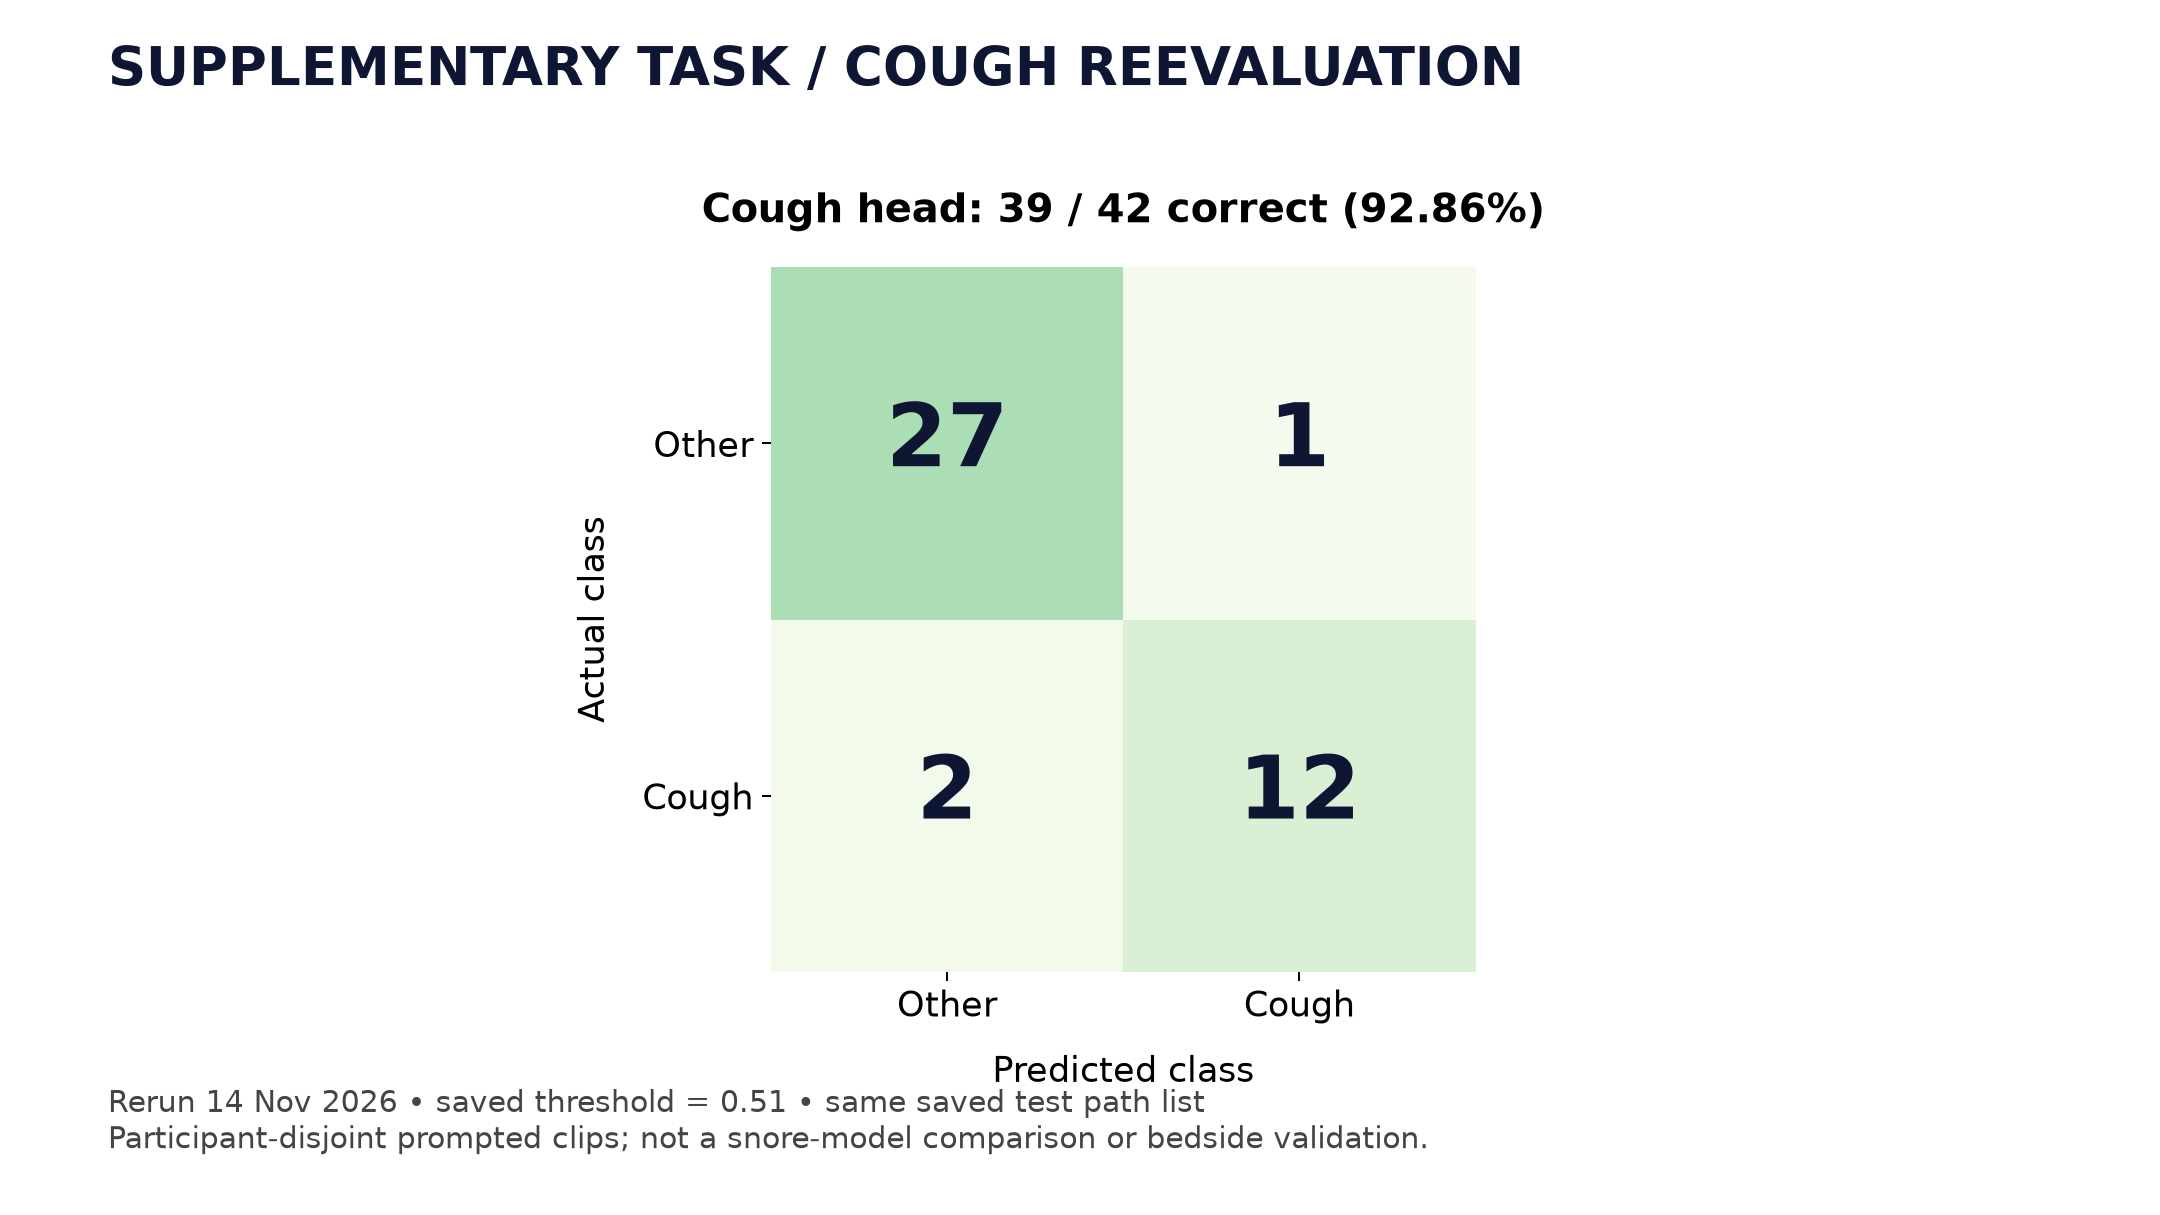 SUPPLEMENTARY TASK / COUGH REEVALUATION
Cough head: 39 / 42 correct (92.86%)
Actual class
Other
27
1
Cough
2
12
Other
Cough
Predicted class
Rerun 14 Nov 2026 • saved threshold = 0.51 • same saved test path list
Participant-disjoint prompted clips; not a snore-model comparison or bedside validation.